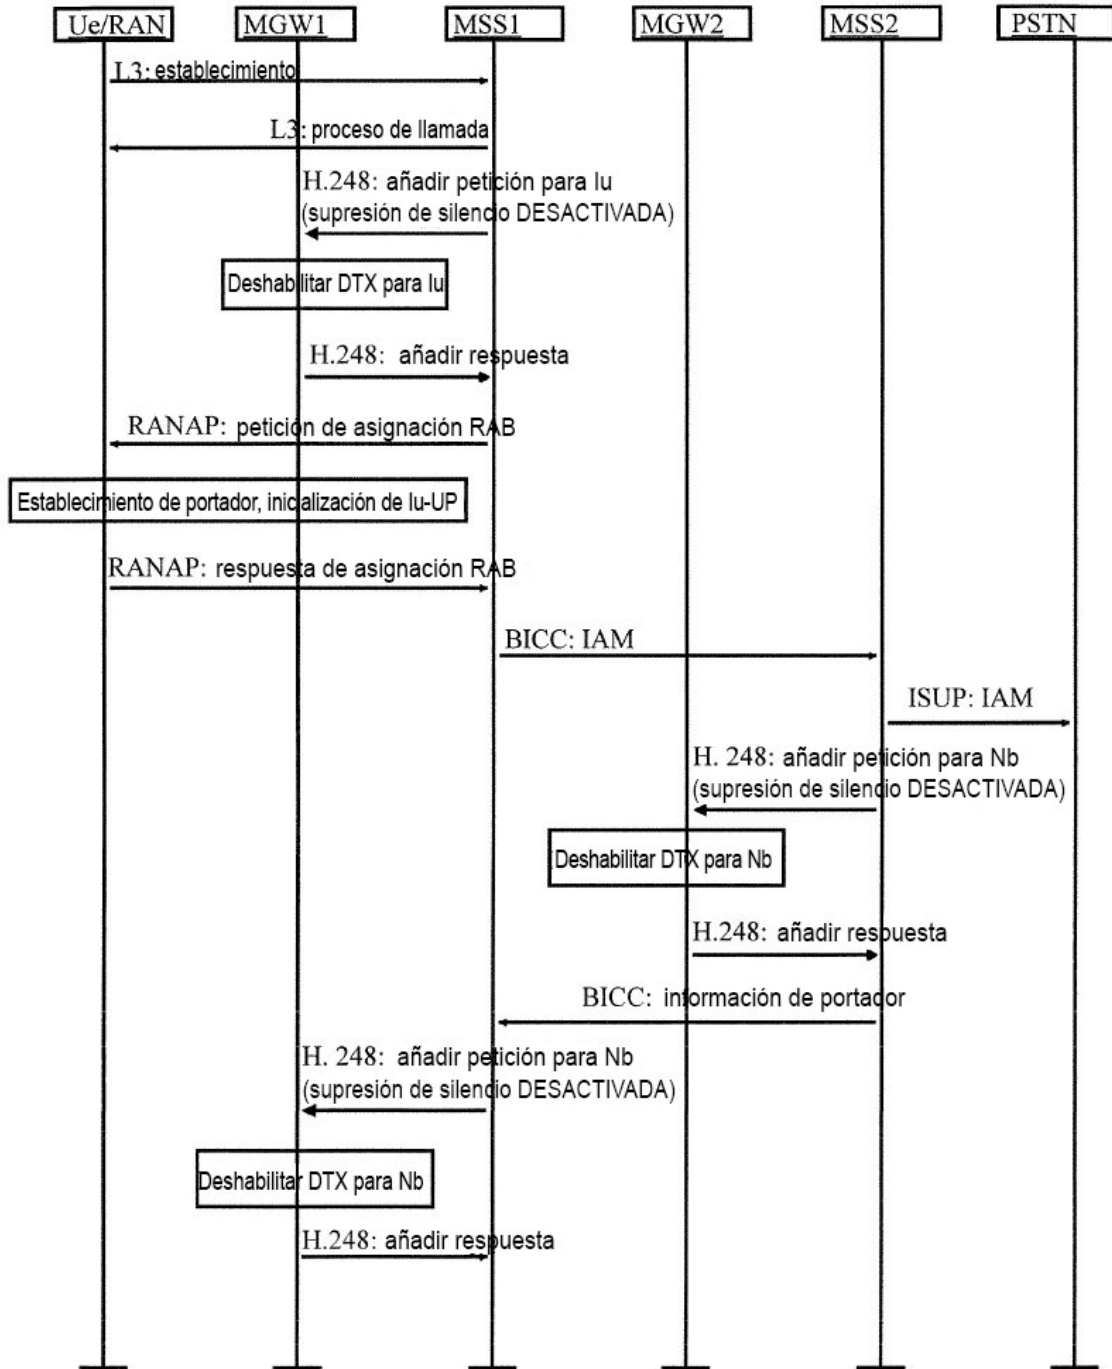 Ue/RAN MGW1 MSS1 MGW2 MSS2 PSTN
L3: establecimiento
L3: proceso de llamada
H.248: añadir petición para Iu
(supresión de silencio DESACTIVADA)
Deshabilitar DTX para Iu
H.248: añadir respuesta
RANAP: petición de asignación RAB
Establecimiento de portador, inicialización de Iu-UP
RANAP: respuesta de asignación RAB
BICC: IAM
ISUP: IAM
H. 248: añadir petición para Nb
(supresión de silencio DESACTIVADA)
Deshabilitar DTX para Nb
H.248: añadir respuesta
BICC: información de portador
H. 248: añadir petición para Nb
(supresión de silencio DESACTIVADA)
Deshabilitar DTX para Nb
H.248: añadir respuesta